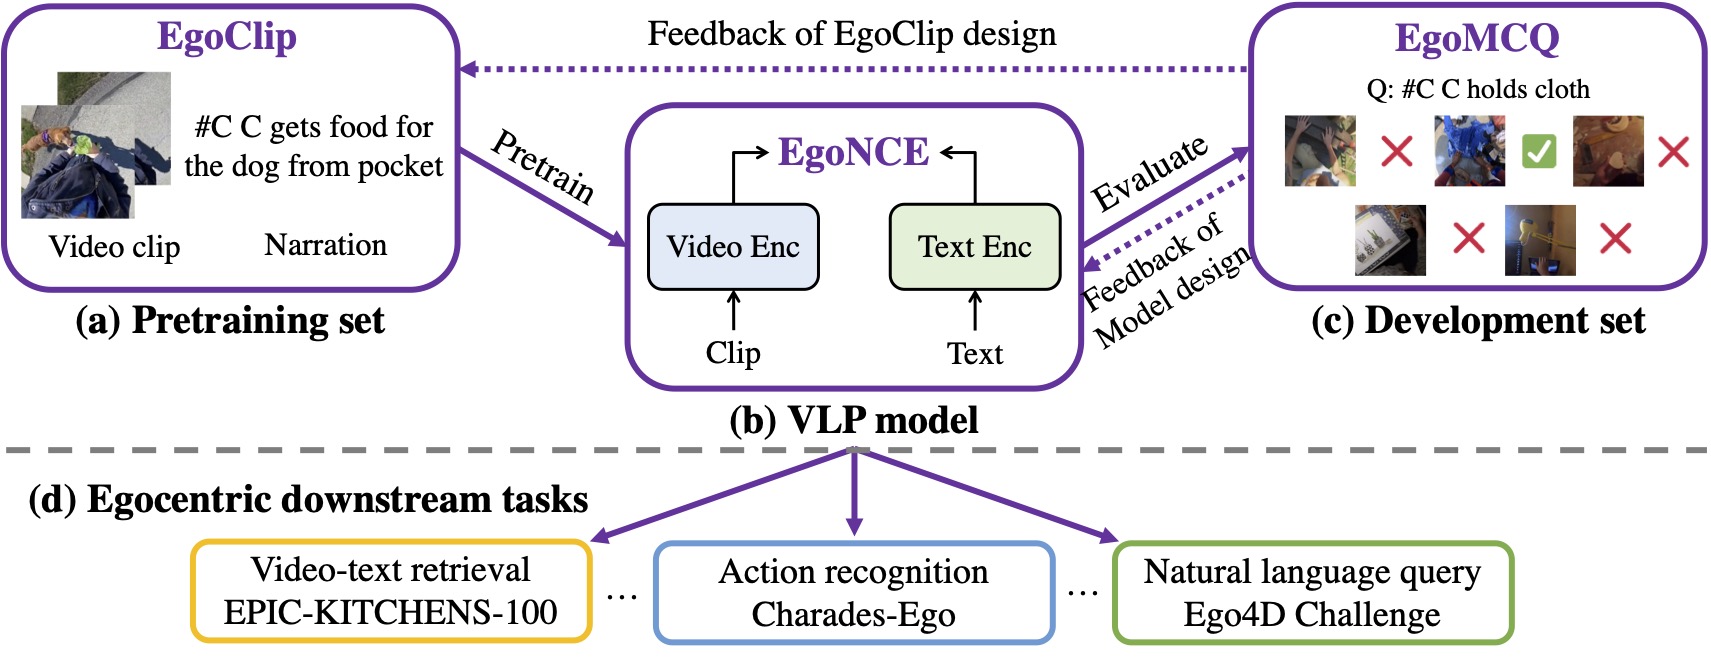 EgoClip
#C C gets food for
the dog from pocket
Video clip
Narration
(a) Pretraining set
Feedback of EgoClip design
Pretrain
EgoNCE
Video Enc
Text Enc
Clip
Text
(b) VLP model
Evaluate
Feedback of
Model design
EgoMCQ
Q: #C C holds cloth
(c) Development set
(d) Egocentric downstream tasks
Video-text retrieval
EPIC-KITCHENS-100
...
Action recognition
Charades-Ego
...
Natural language query
Ego4D Challenge